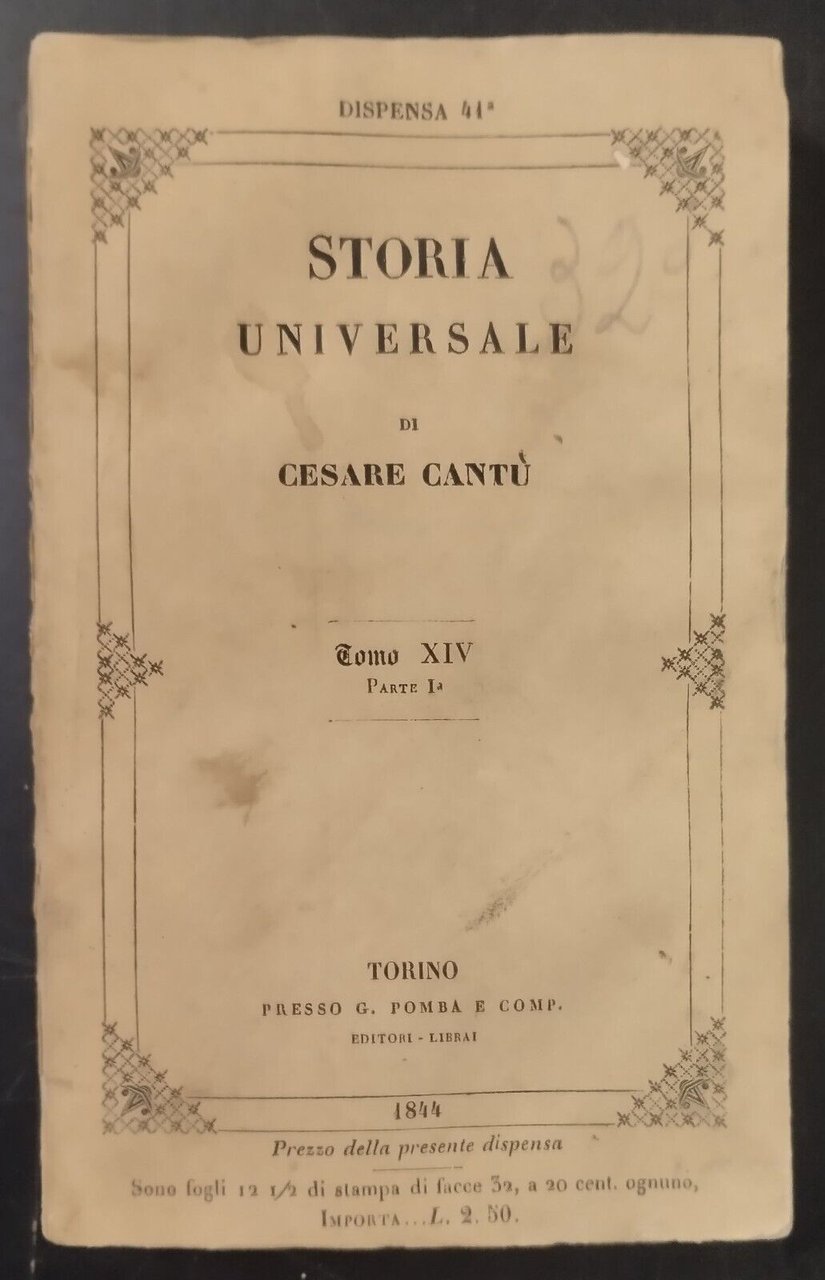 DISPENSA 41ª
STORIA
32
UNIVERSALE
DI
CESARE CANTÙ
Tomo XIV
PARTE Iª
TORINO
PRESSO G. POMBA E COMP.
EDITORI - LIBRAI
1844
Prezzo della presente dispensa
Sono fogli 12 1/2 di stampa di facce 32, a 20 cent. ognuno,
IMPORTA...L. 2. 50.